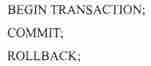 BEGIN TRANSACTION;
COMMIT;
ROLLBACK;